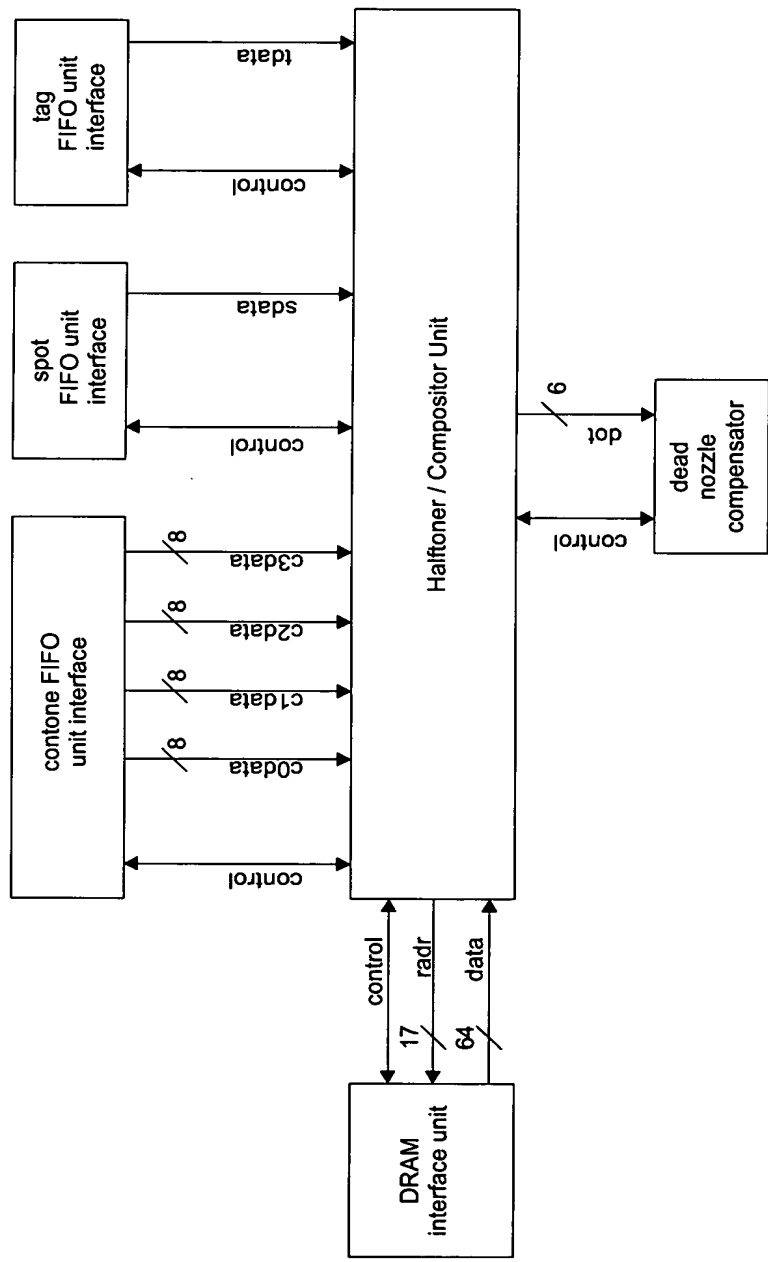 contone FIFO
unit interface
spot
FIFO unit
interface
tag
FIFO unit
interface
control
c0data
8
c1data
8
c2data
8
c3data
8
control
sdata
control
tdata
DRAM
interface unit
control
17
radr
64
data
Halftoner / Compositor Unit
control
dot
6
dead
nozzle
compensator